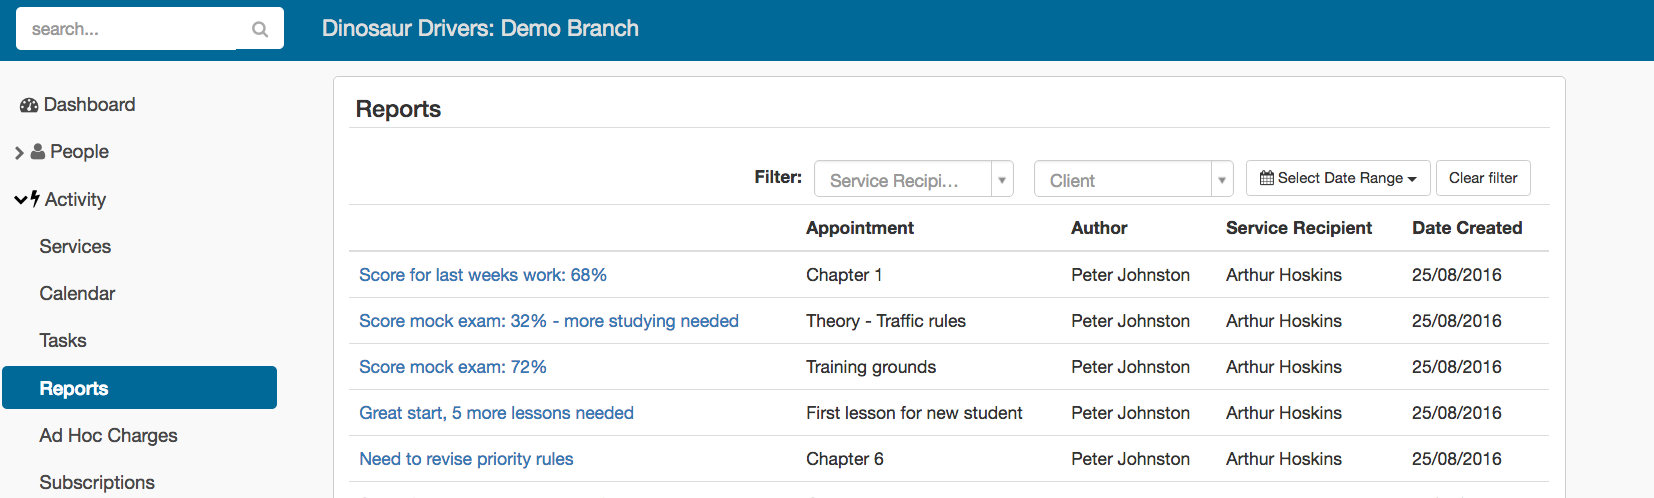 search...
Dinosaur Drivers: Demo Branch
Dashboard
People
Activity
Services
Calendar
Tasks
Reports
Ad Hoc Charges
Subscriptions
Reports
Filter: Service Recipi... Client Select Date Range Clear filter
Appointment Author Service Recipient Date Created
Score for last weeks work: 68% Chapter 1 Peter Johnston Arthur Hoskins 25/08/2016
Score mock exam: 32% - more studying needed Theory - Traffic rules Peter Johnston Arthur Hoskins 25/08/2016
Score mock exam: 72% Training grounds Peter Johnston Arthur Hoskins 25/08/2016
Great start, 5 more lessons needed First lesson for new student Peter Johnston Arthur Hoskins 25/08/2016
Need to revise priority rules Chapter 6 Peter Johnston Arthur Hoskins 25/08/2016